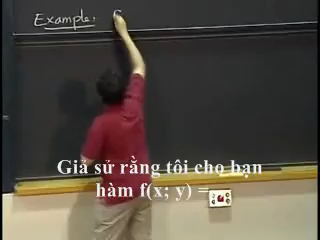 Example:
Giả sử rằng tôi cho bạn
hàm f(x; y) =